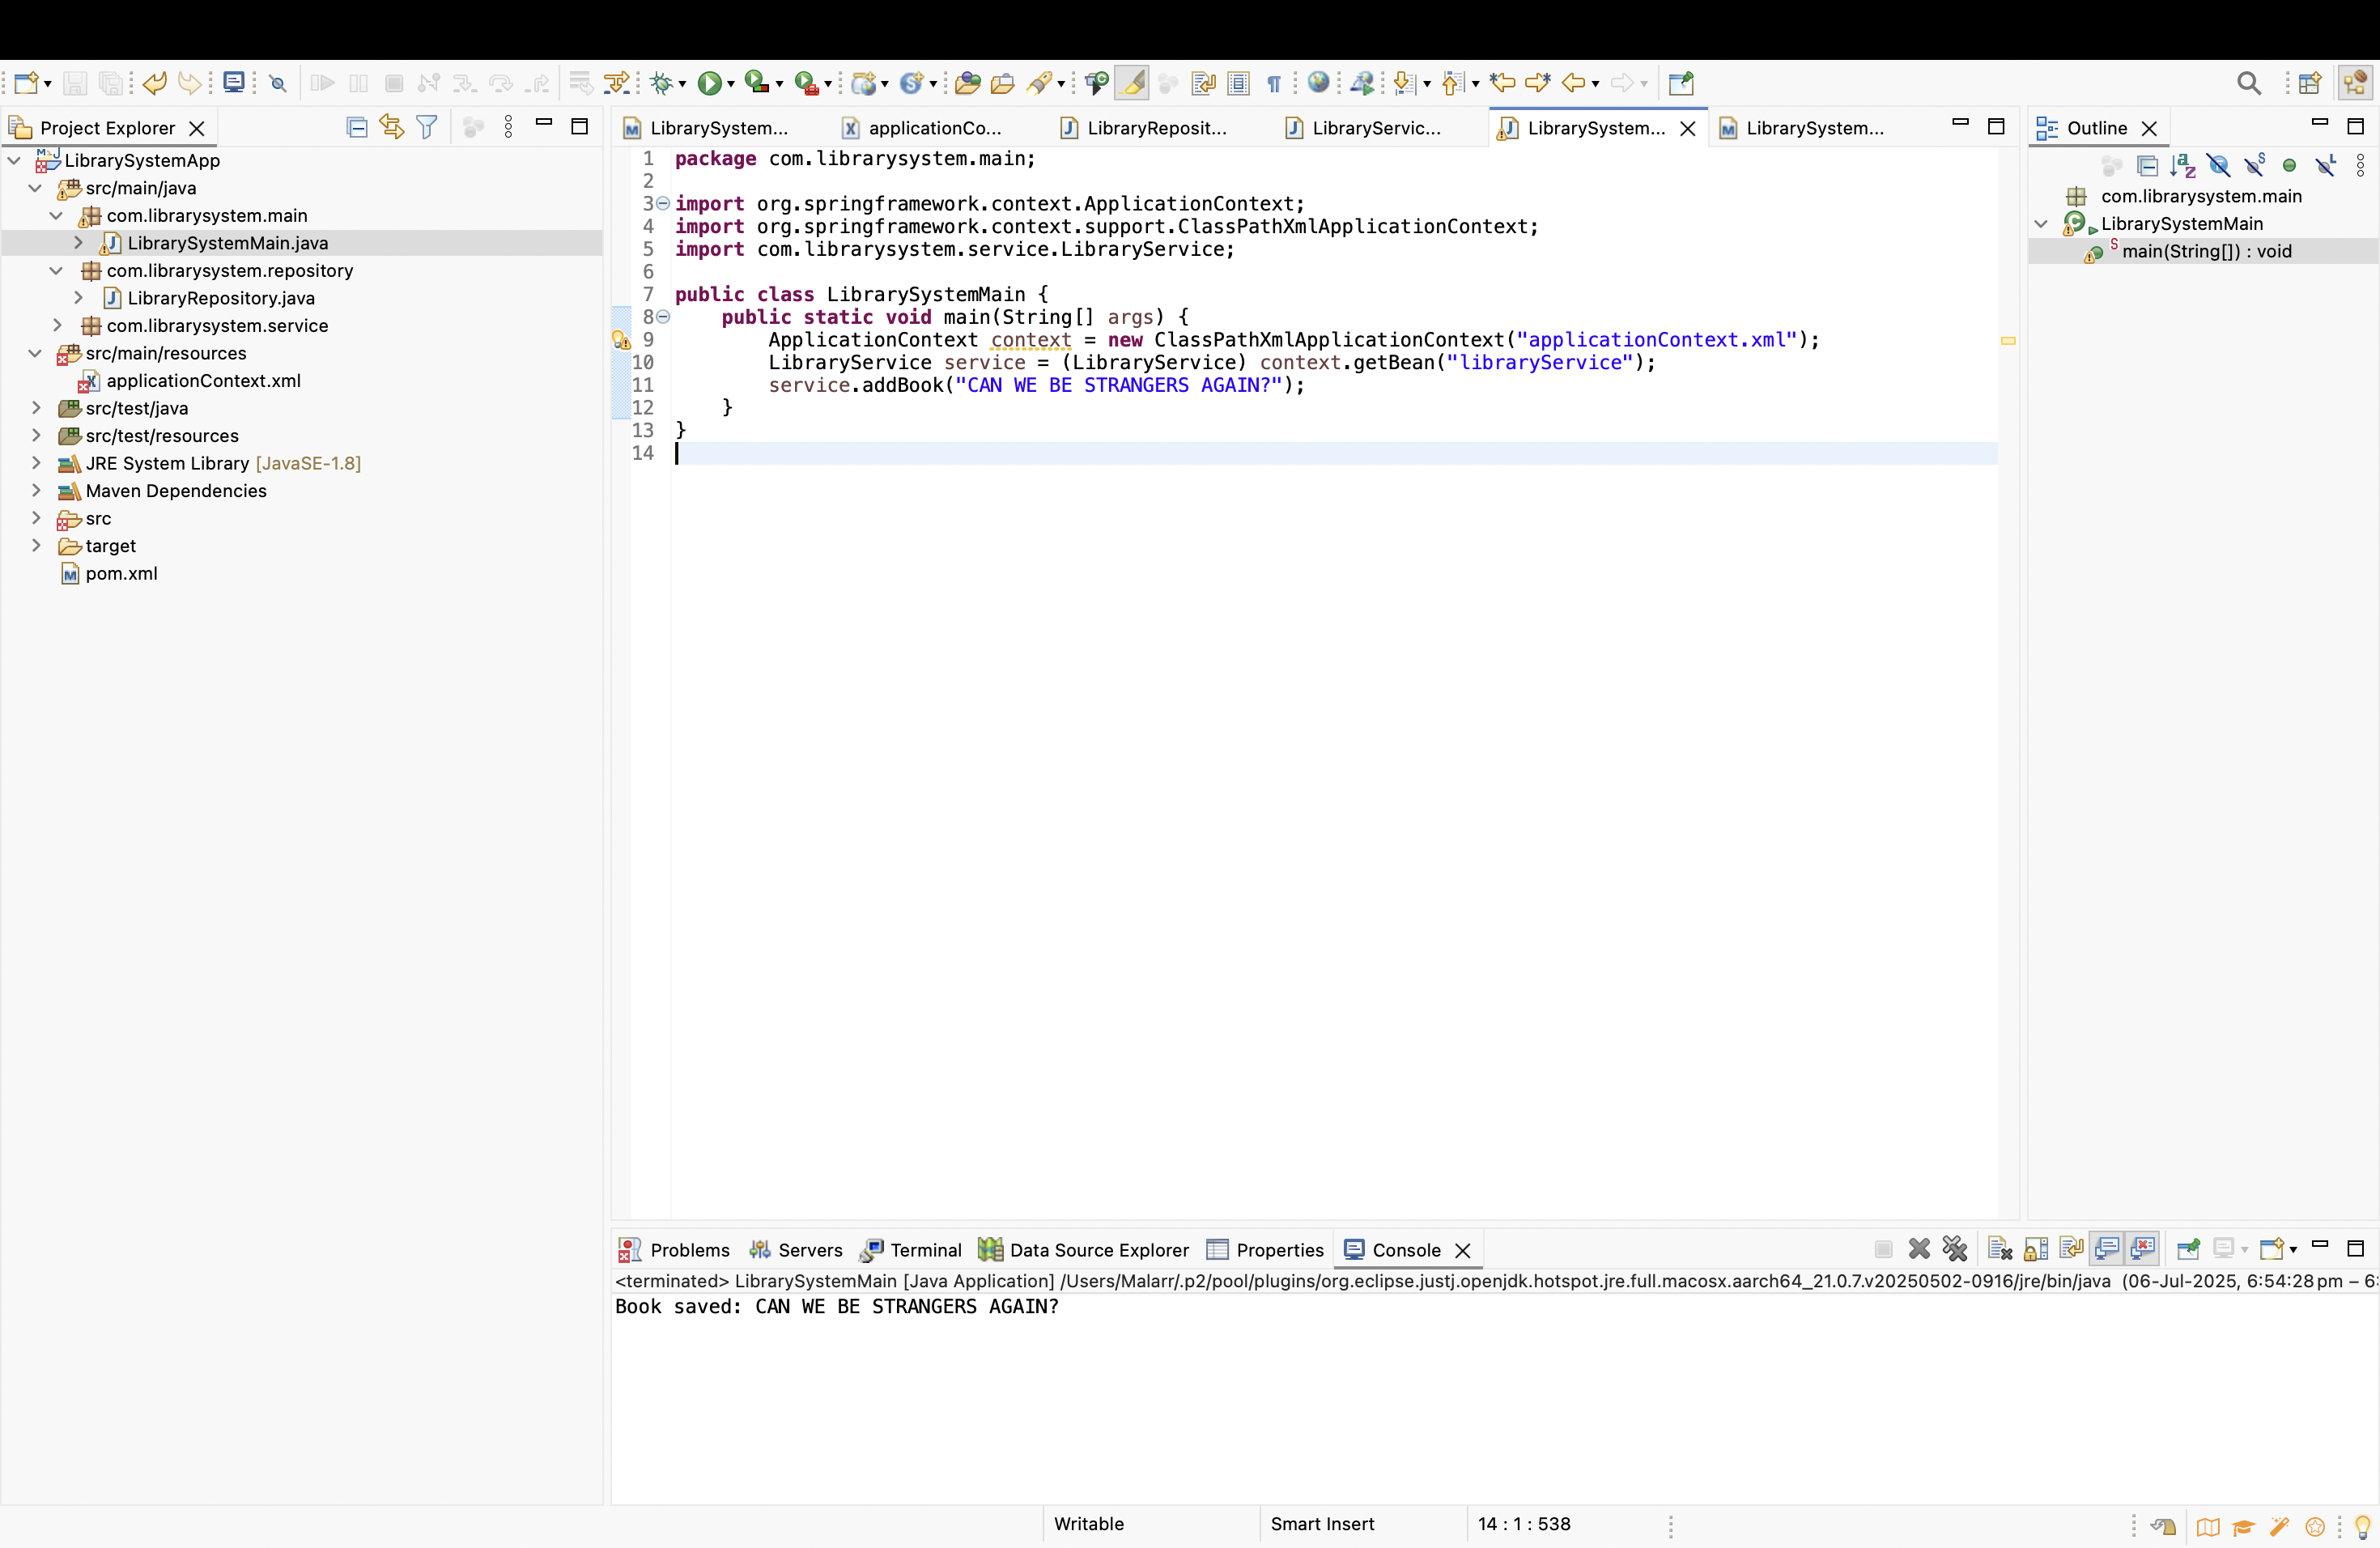 Project Explorer
LibrarySystemApp
src/main/java
com.librarysystem.main
LibrarySystemMain.java
com.librarysystem.repository
LibraryRepository.java
com.librarysystem.service
src/main/resources
applicationContext.xml
src/test/java
src/test/resources
JRE System Library [JavaSE-1.8]
Maven Dependencies
src
target
pom.xml
LibrarySystem... applicationCo... LibraryReposit... LibraryServic... LibrarySystem... LibrarySystem...
1 package com.librarysystem.main;
2
3 import org.springframework.context.ApplicationContext;
4 import org.springframework.context.support.ClassPathXmlApplicationContext;
5 import com.librarysystem.service.LibraryService;
6
7 public class LibrarySystemMain {
8 public static void main(String[] args) {
9 ApplicationContext context = new ClassPathXmlApplicationContext("applicationContext.xml");
10 LibraryService service = (LibraryService) context.getBean("libraryService");
11 service.addBook("CAN WE BE STRANGERS AGAIN?");
12 }
13 }
14
Outline
com.librarysystem.main
LibrarySystemMain
main(String[]) : void
Problems Servers Terminal Data Source Explorer Properties Console
<terminated> LibrarySystemMain [Java Application] /Users/Malarr/.p2/pool/plugins/org.eclipse.justj.openjdk.hotspot.jre.full.macosx.aarch64_21.0.7.v20250502-0916/jre/bin/java (06-Jul-2025, 6:54:28 pm – 6:
Book saved: CAN WE BE STRANGERS AGAIN?
Writable Smart Insert 14 : 1 : 538